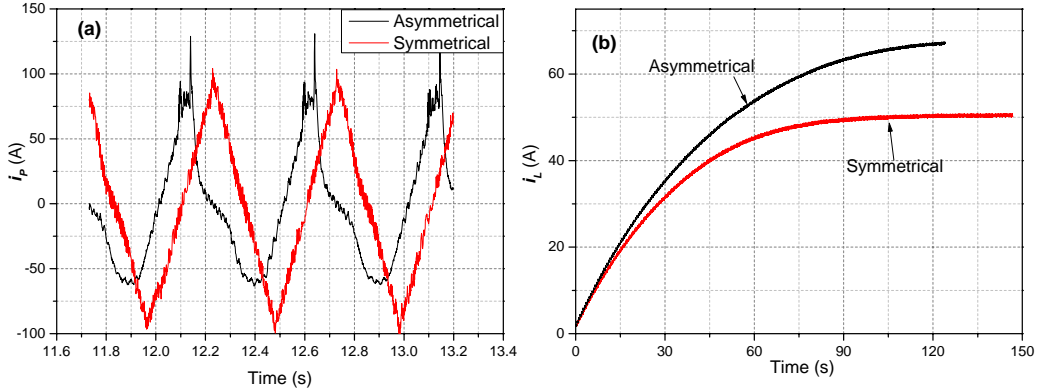 (a)
Asymmetrical
Symmetrical
150
100
50
0
-50
-100
i_P (A)
11.6 11.8 12.0 12.2 12.4 12.6 12.8 13.0 13.2 13.4
Time (s)
(b)
Asymmetrical
Symmetrical
60
40
20
0
i_L (A)
0 30 60 90 120 150
Time (s)